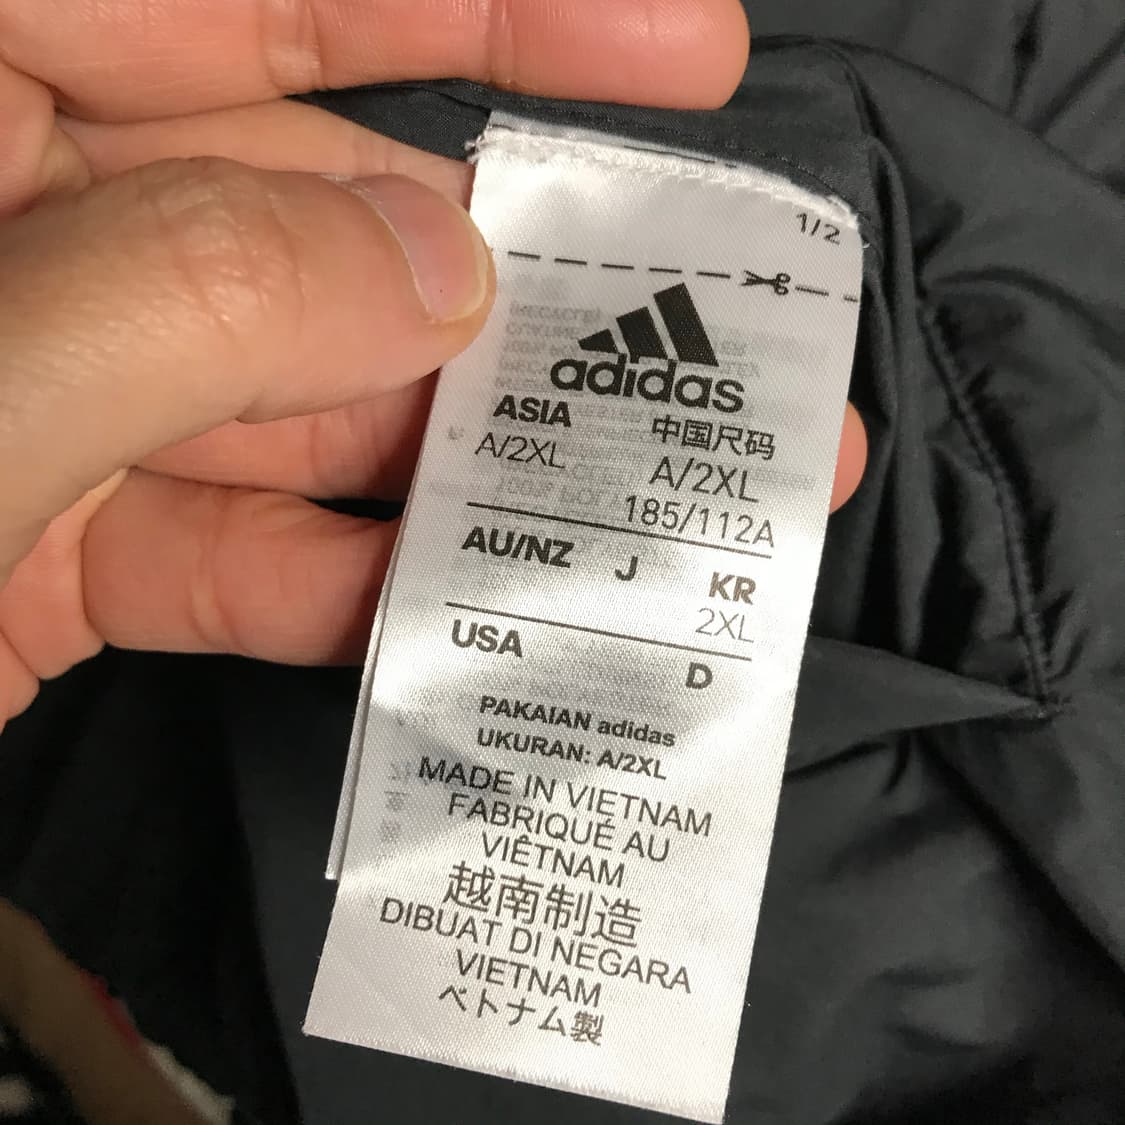 1/2
adidas
ASIA 中国尺码
A/2XL A/2XL
185/112A
AU/NZ J KR
2XL
USA D
PAKAIAN adidas
UKURAN: A/2XL
MADE IN VIETNAM
FABRIQUÉ AU
VIÊTNAM
越南制造
DIBUAT DI NEGARA
VIETNAM
ベトナム製